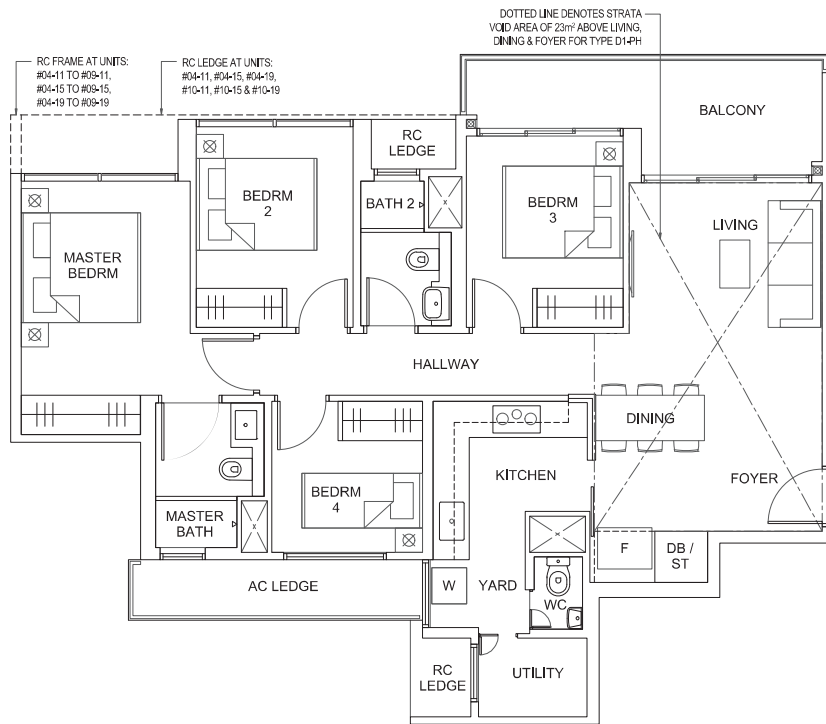 DOTTED LINE DENOTES STRATA
VOID AREA OF 23m² ABOVE LIVING,
DINING & FOYER FOR TYPE D1-PH
RC FRAME AT UNITS:
#04-11 TO #09-11,
#04-15 TO #09-15,
#04-19 TO #09-19
RC LEDGE AT UNITS:
#04-11, #04-15, #04-19,
#10-11, #10-15 & #10-19
BALCONY
RC
LEDGE
BEDRM
2
BATH 2
BEDRM
3
LIVING
MASTER
BEDRM
HALLWAY
DINING
KITCHEN
FOYER
BEDRM
4
MASTER
BATH
F
DB /
ST
AC LEDGE
W
YARD
WC
RC
LEDGE
UTILITY